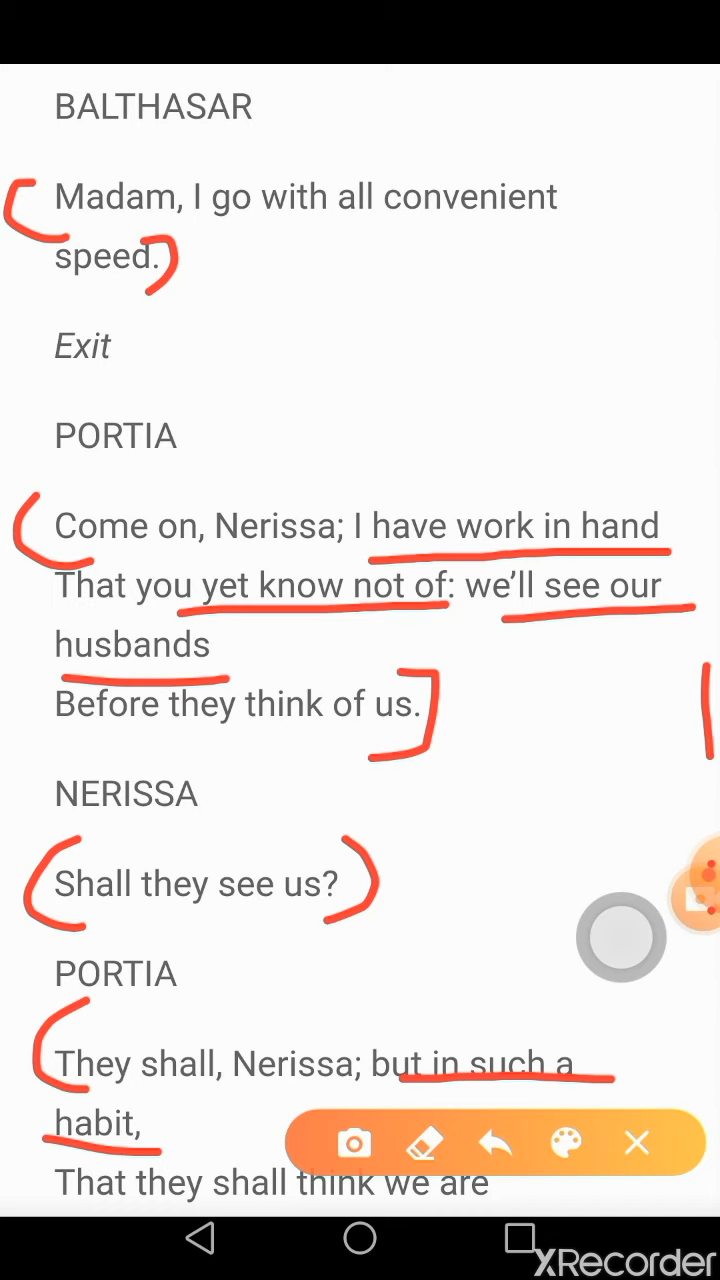 BALTHASAR
Madam, I go with all convenient
speed.
Exit
PORTIA
Come on, Nerissa; I have work in hand
That you yet know not of: we'll see our
husbands
Before they think of us.
NERISSA
Shall they see us?
PORTIA
They shall, Nerissa; but in such a
habit,
That they shall think we are
XRecorder